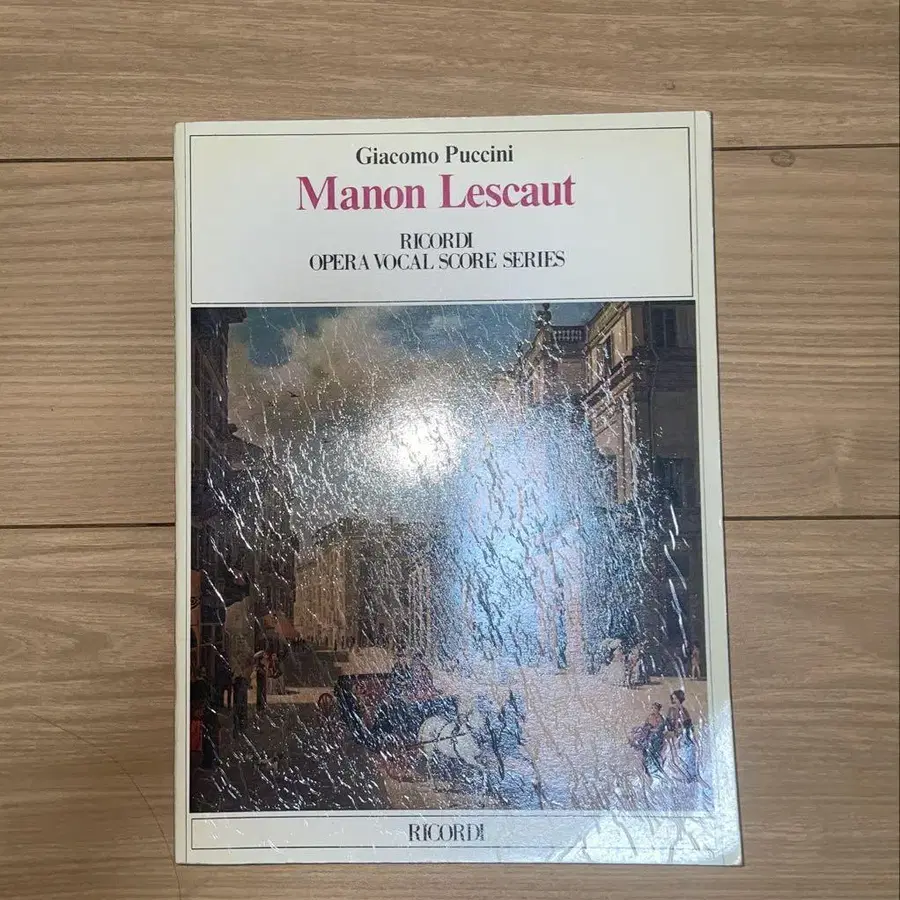 Giacomo Puccini
Manon Lescaut
RICORDI
OPERA VOCAL SCORE SERIES
RICORDI